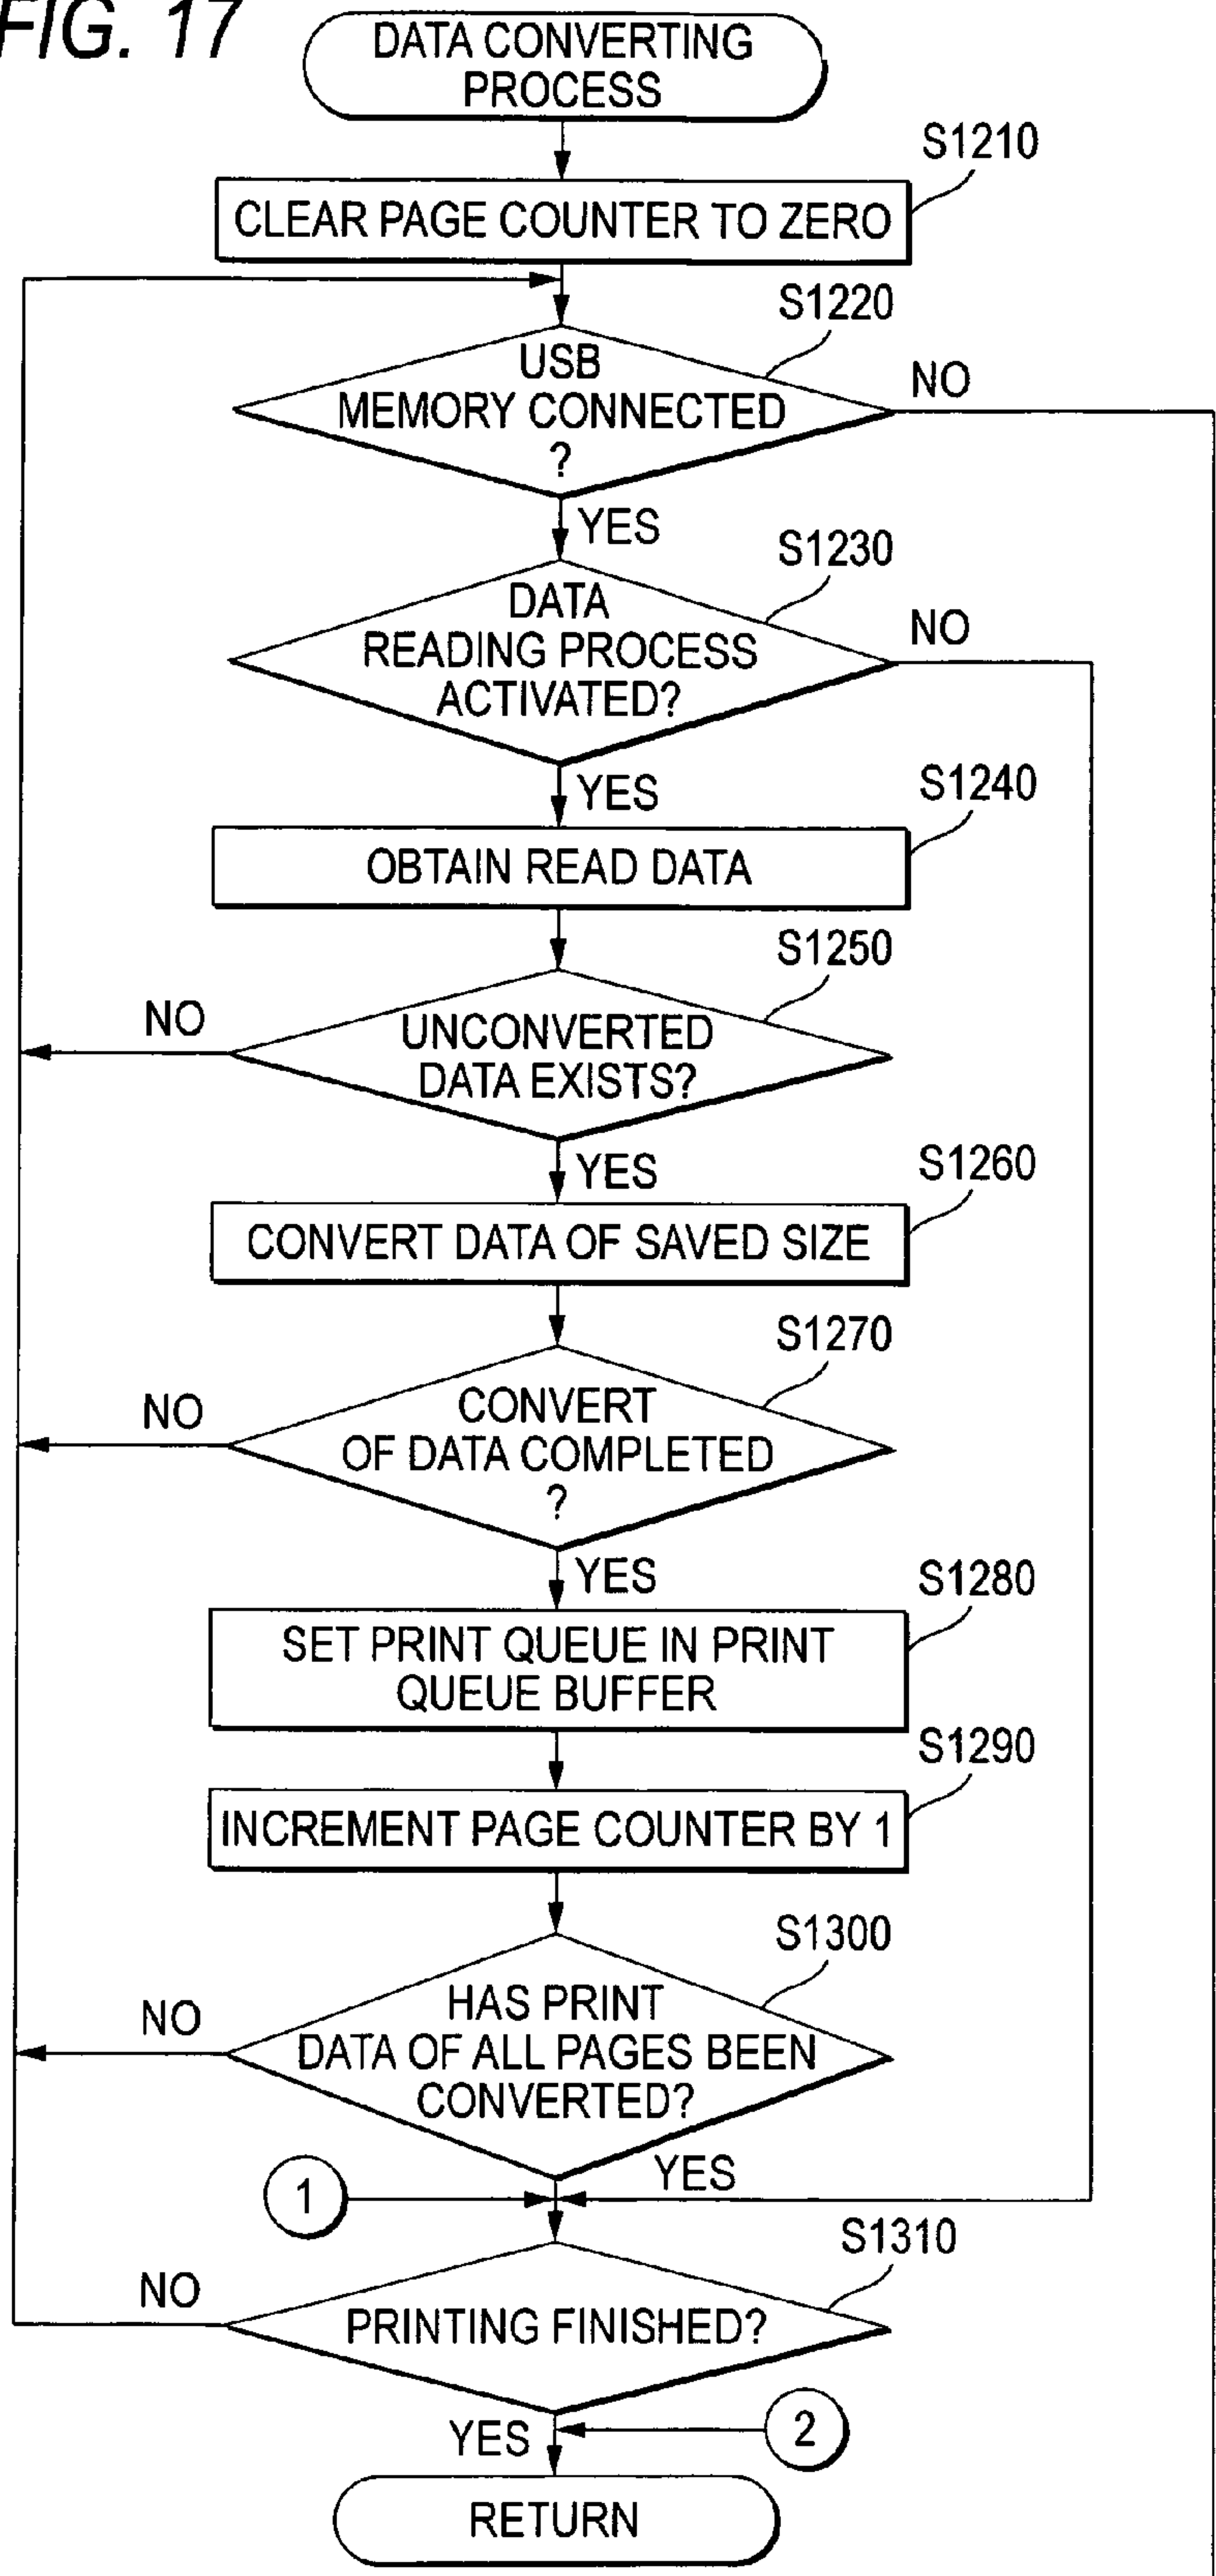 FIG. 17
DATA CONVERTING
PROCESS
S1210
CLEAR PAGE COUNTER TO ZERO
S1220
USB
MEMORY CONNECTED
?
NO
YES
S1230
DATA
READING PROCESS
ACTIVATED?
NO
YES
S1240
OBTAIN READ DATA
S1250
NO
UNCONVERTED
DATA EXISTS?
YES
S1260
CONVERT DATA OF SAVED SIZE
S1270
NO
CONVERT
OF DATA COMPLETED
?
YES
S1280
SET PRINT QUEUE IN PRINT
QUEUE BUFFER
S1290
INCREMENT PAGE COUNTER BY 1
S1300
NO
HAS PRINT
DATA OF ALL PAGES BEEN
CONVERTED?
YES
1
S1310
NO
PRINTING FINISHED?
YES
2
RETURN